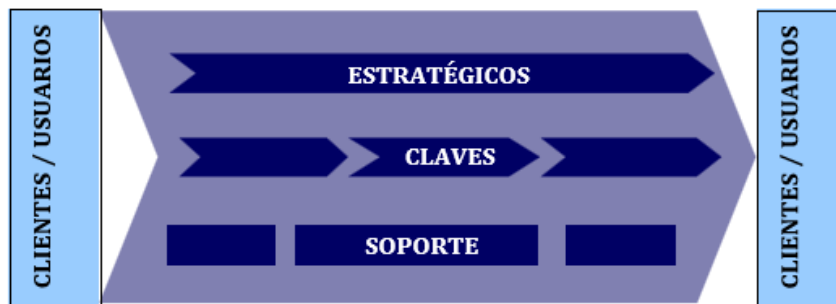 CLIENTES / USUARIOS
ESTRATÉGICOS
CLAVES
SOPORTE
CLIENTES / USUARIOS